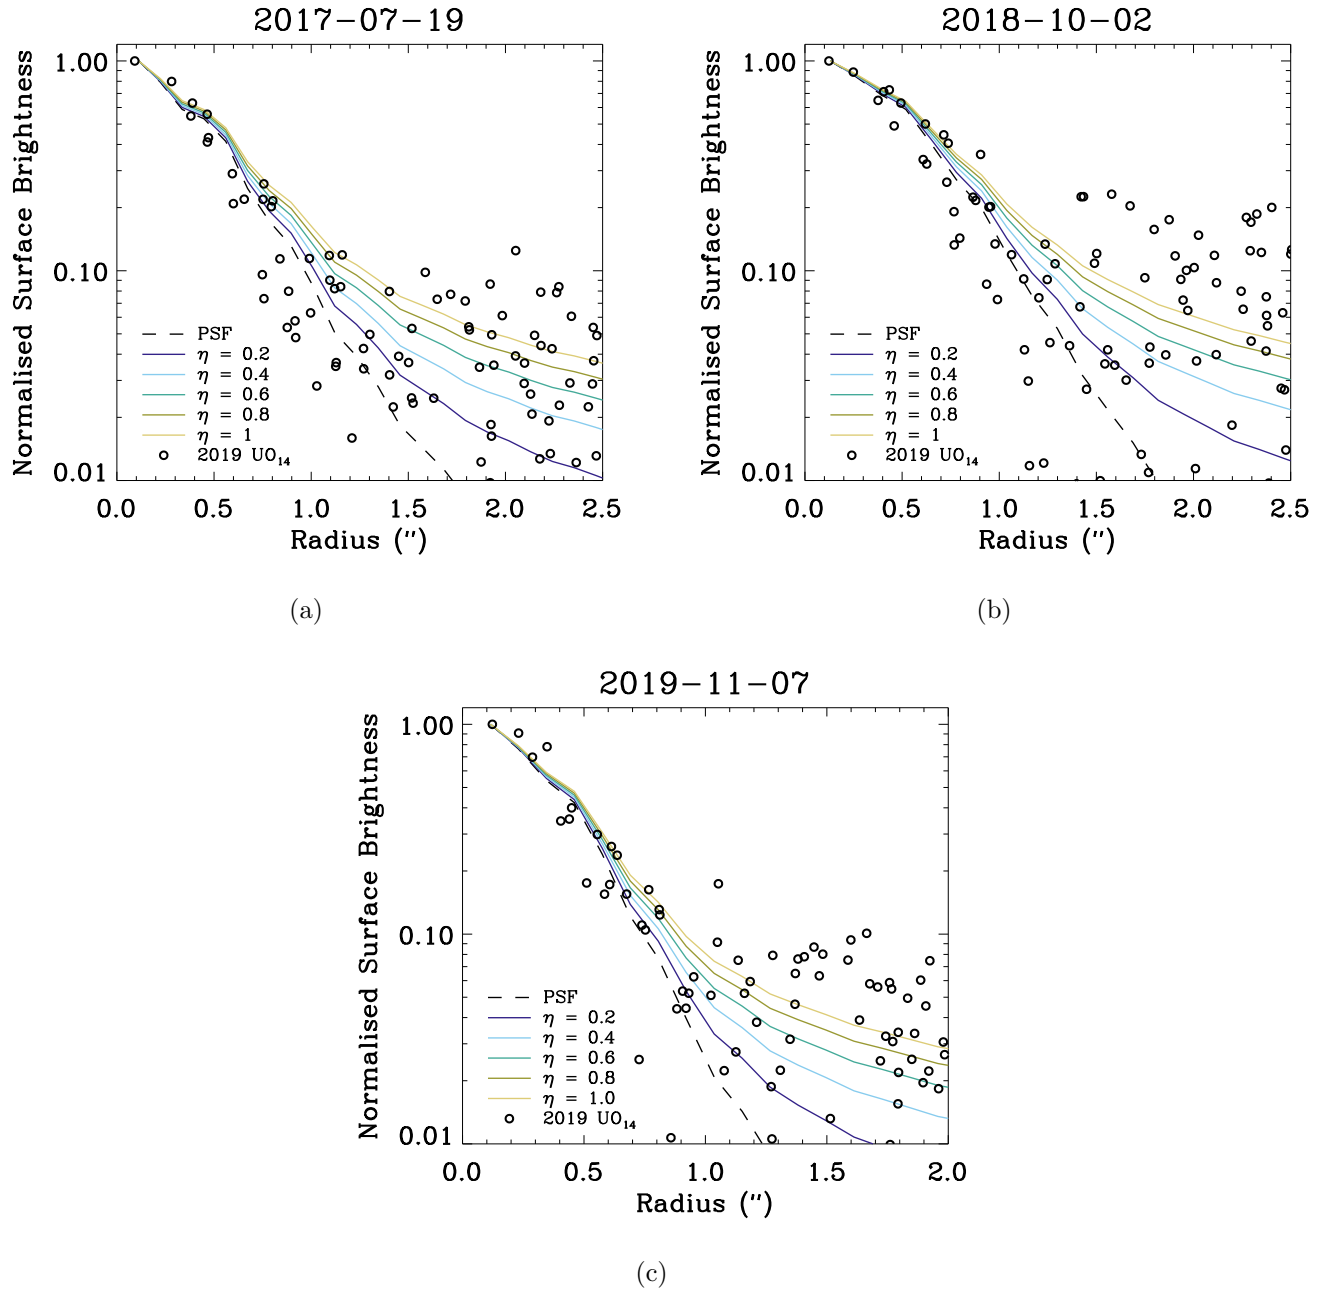 2017-07-19
Normalised Surface Brightness
1.00
0.10
0.01
PSF
η = 0.2
η = 0.4
η = 0.6
η = 0.8
η = 1
2019 UO14
0.0 0.5 1.0 1.5 2.0 2.5
Radius (")
(a)
2018-10-02
Normalised Surface Brightness
1.00
0.10
0.01
PSF
η = 0.2
η = 0.4
η = 0.6
η = 0.8
η = 1
2019 UO14
0.0 0.5 1.0 1.5 2.0 2.5
Radius (")
(b)
2019-11-07
Normalised Surface Brightness
1.00
0.10
0.01
PSF
η = 0.2
η = 0.4
η = 0.6
η = 0.8
η = 1.0
2019 UO14
0.0 0.5 1.0 1.5 2.0
Radius (")
(c)